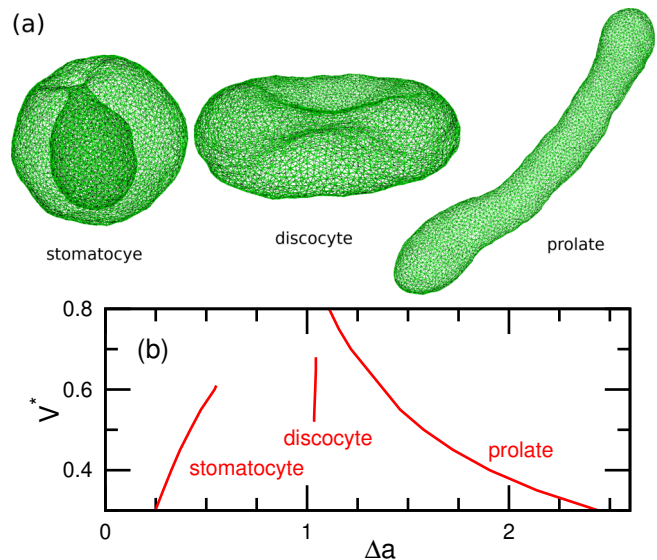 (a)
stomatocye
discocyte
prolate
(b)
0.8
0.6
0.4
V*
stomatocyte
discocyte
prolate
0 1 2
Δa